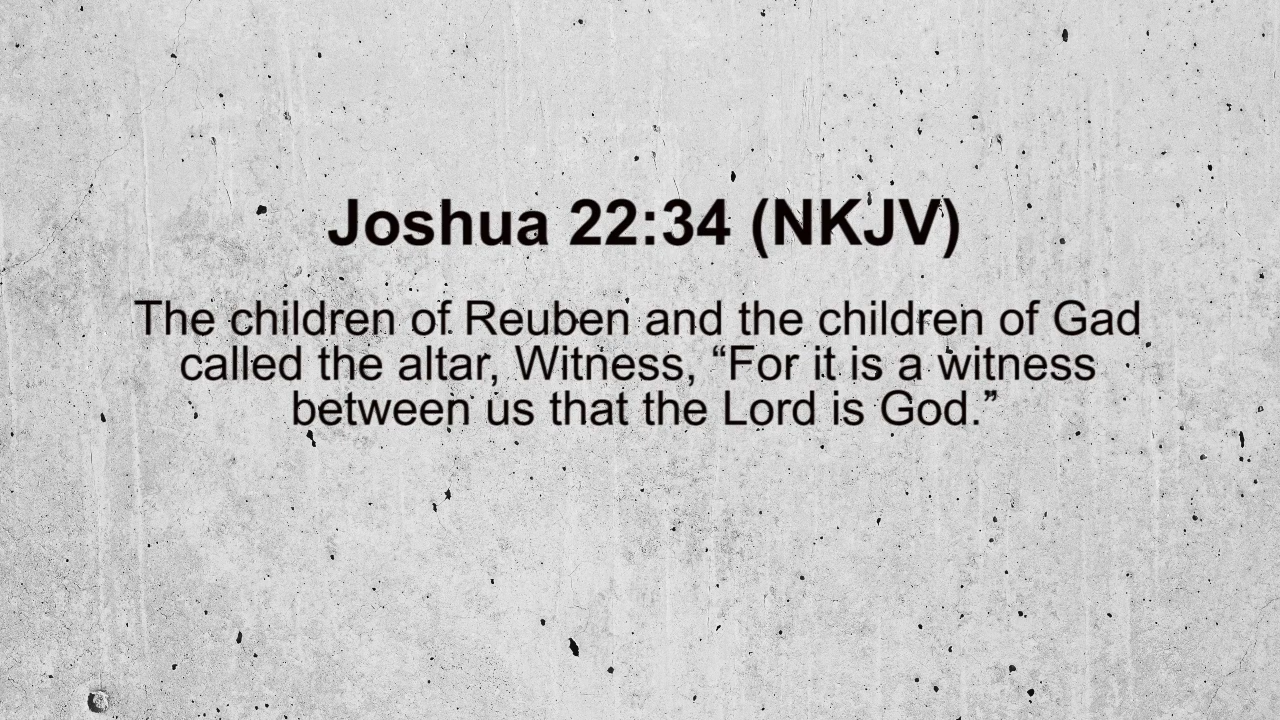 Joshua 22:34 (NKJV)
The children of Reuben and the children of Gad
called the altar, Witness, “For it is a witness
between us that the Lord is God.”